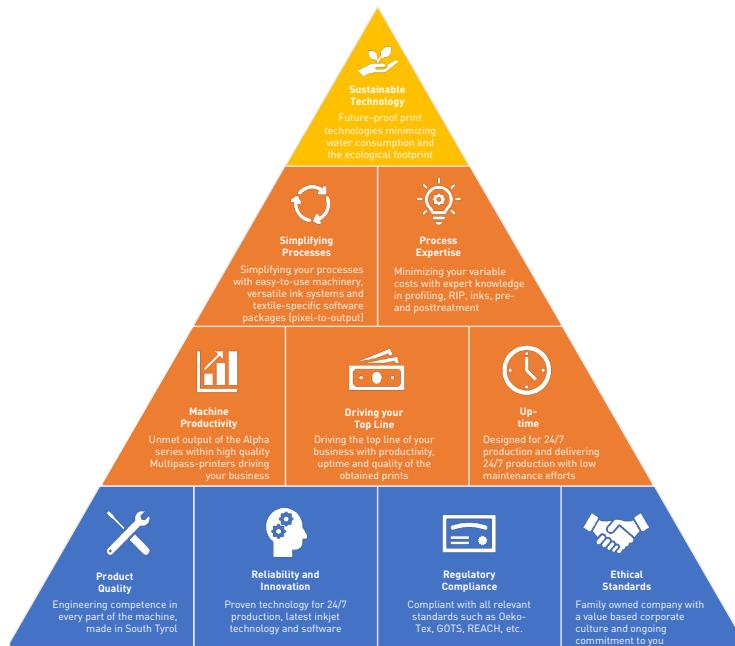 Sustainable
Technology
Future-proof print
technologies minimizing
water consumption and
the ecological footprint
Simplifying
Processes
Simplifying your processes
with easy-to-use machinery,
versatile ink systems and
textile-specific software
packages (pixel-to-output)
Process
Expertise
Minimizing your variable
costs with expert knowledge
in profiling, RIP, inks, pre-
and posttreatment
Machine
Productivity
Unmet output of the Alpha
series within high quality
Multipass-printers driving
your business
Driving your
Top Line
Driving the top line of your
business with productivity,
uptime and quality of the
obtained prints
Up-
time
Designed for 24/7
production and delivering
24/7 production with low
maintenance efforts
Product
Quality
Engineering competence in
every part of the machine,
made in South Tyrol
Reliability and
Innovation
Proven technology for 24/7
production, latest inkjet
technology and software
Regulatory
Compliance
Compliant with all relevant
standards such as Oeko-
Tex, GOTS, REACH, etc.
Ethical
Standards
Family owned company with
a value based corporate
culture and ongoing
commitment to you